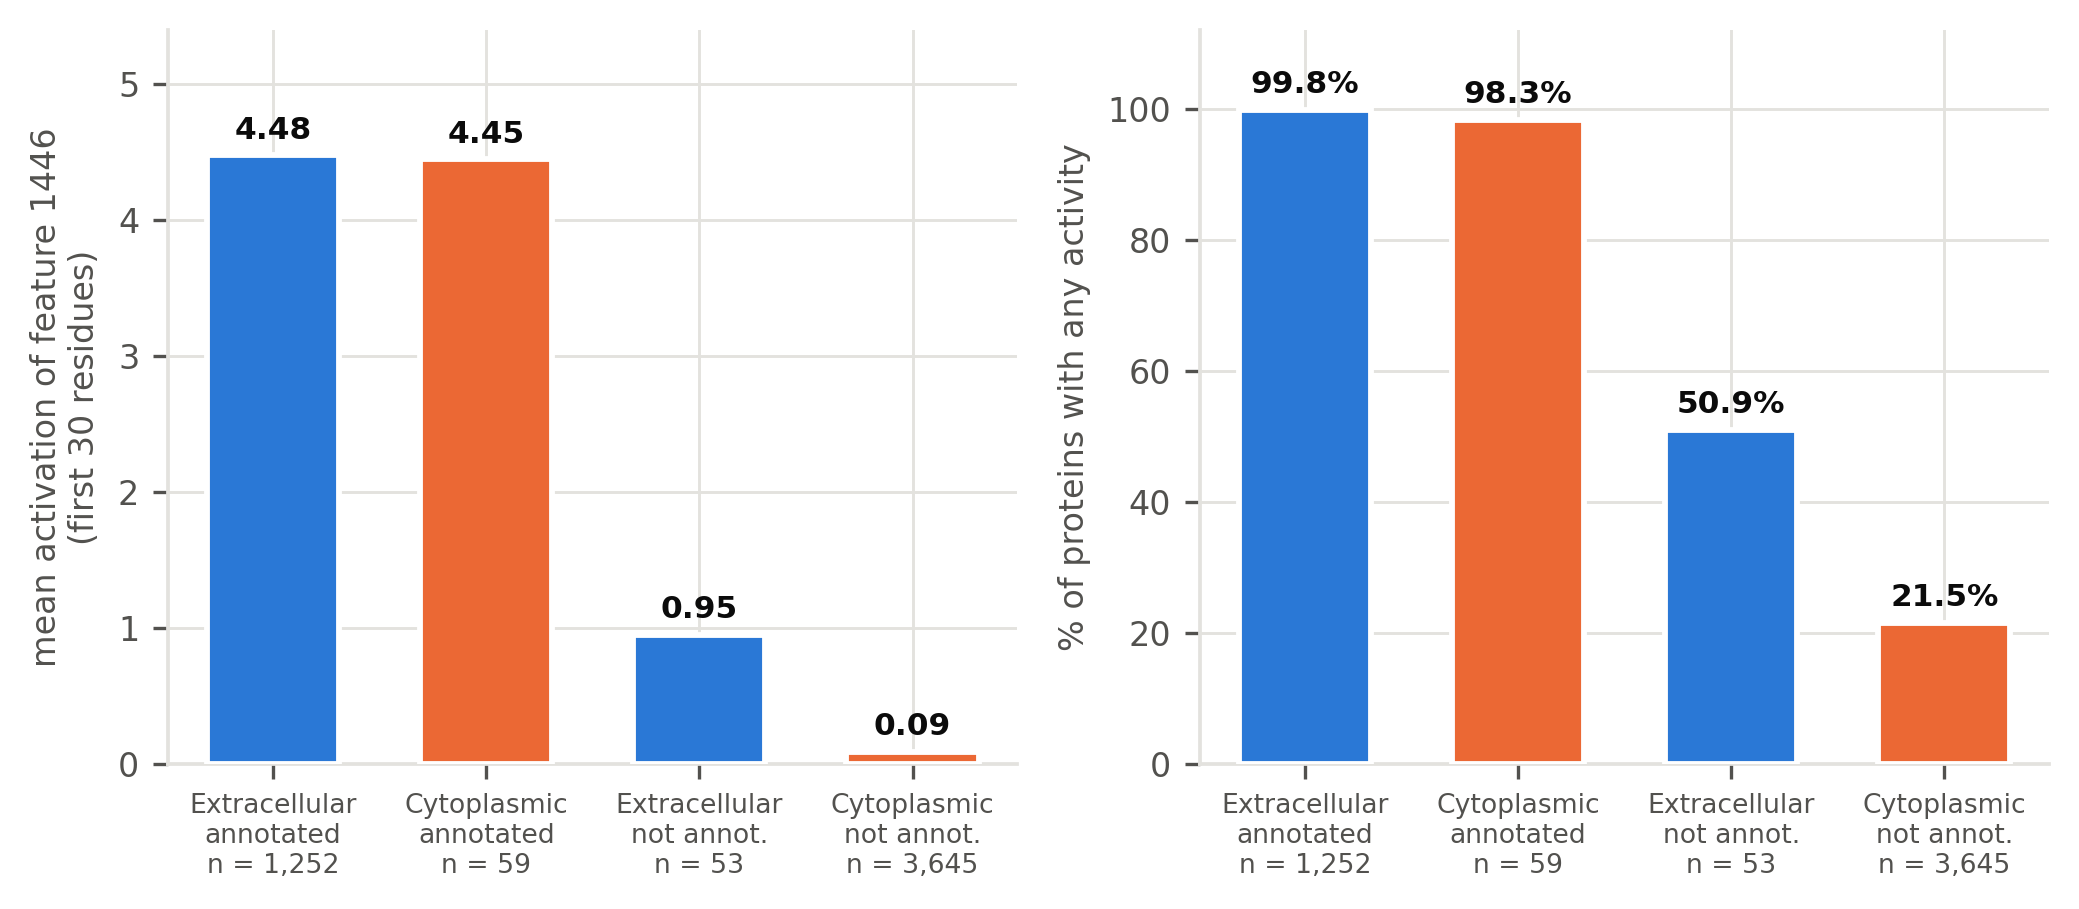 mean activation of feature 1446
(first 30 residues)
5
4
3
2
1
0
4.48
4.45
0.95
0.09
Extracellular
annotated
n = 1,252
Cytoplasmic
annotated
n = 59
Extracellular
not annot.
n = 53
Cytoplasmic
not annot.
n = 3,645
% of proteins with any activity
100
80
60
40
20
0
99.8%
98.3%
50.9%
21.5%
Extracellular
annotated
n = 1,252
Cytoplasmic
annotated
n = 59
Extracellular
not annot.
n = 53
Cytoplasmic
not annot.
n = 3,645